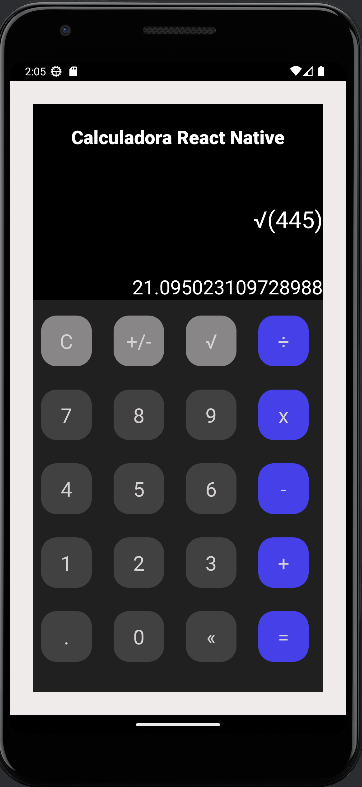 2:05
Calculadora React Native
√(445)
21.095023109728988
C +/- √ ÷
7 8 9 x
4 5 6 -
1 2 3 +
. 0 « =